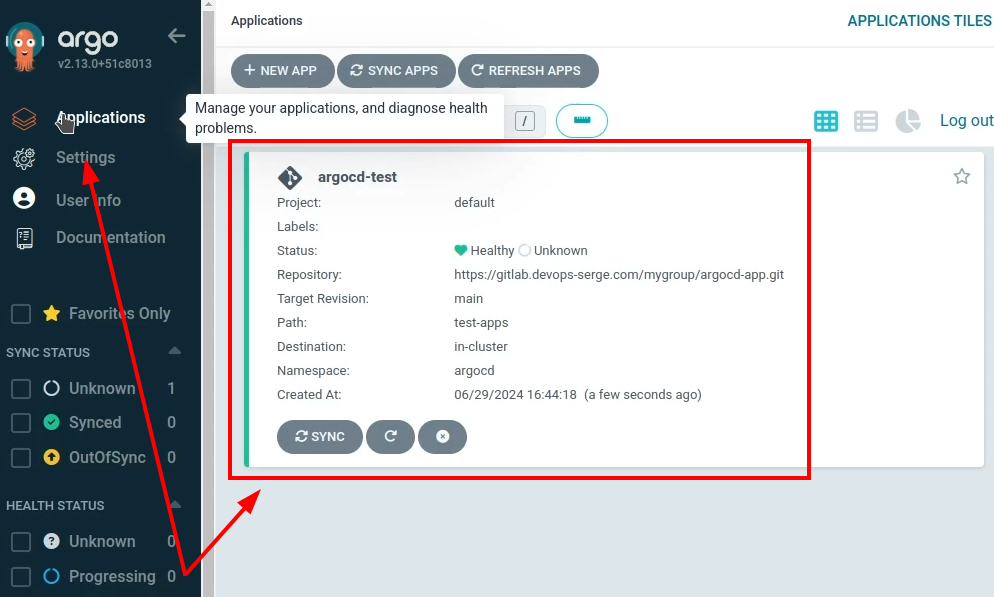 argo
v2.13.0+51c8013
Applications
Settings
User Info
Documentation
Favorites Only
SYNC STATUS
Unknown 1
Synced 0
OutOfSync 0
HEALTH STATUS
Unknown 0
Progressing 0
Applications
APPLICATIONS TILES
NEW APP
SYNC APPS
REFRESH APPS
Manage your applications, and diagnose health
problems.
/
Log out
argocd-test
Project: default
Labels:
Status: Healthy Unknown
Repository: https://gitlab.devops-serge.com/mygroup/argocd-app.git
Target Revision: main
Path: test-apps
Destination: in-cluster
Namespace: argocd
Created At: 06/29/2024 16:44:18 (a few seconds ago)
SYNC